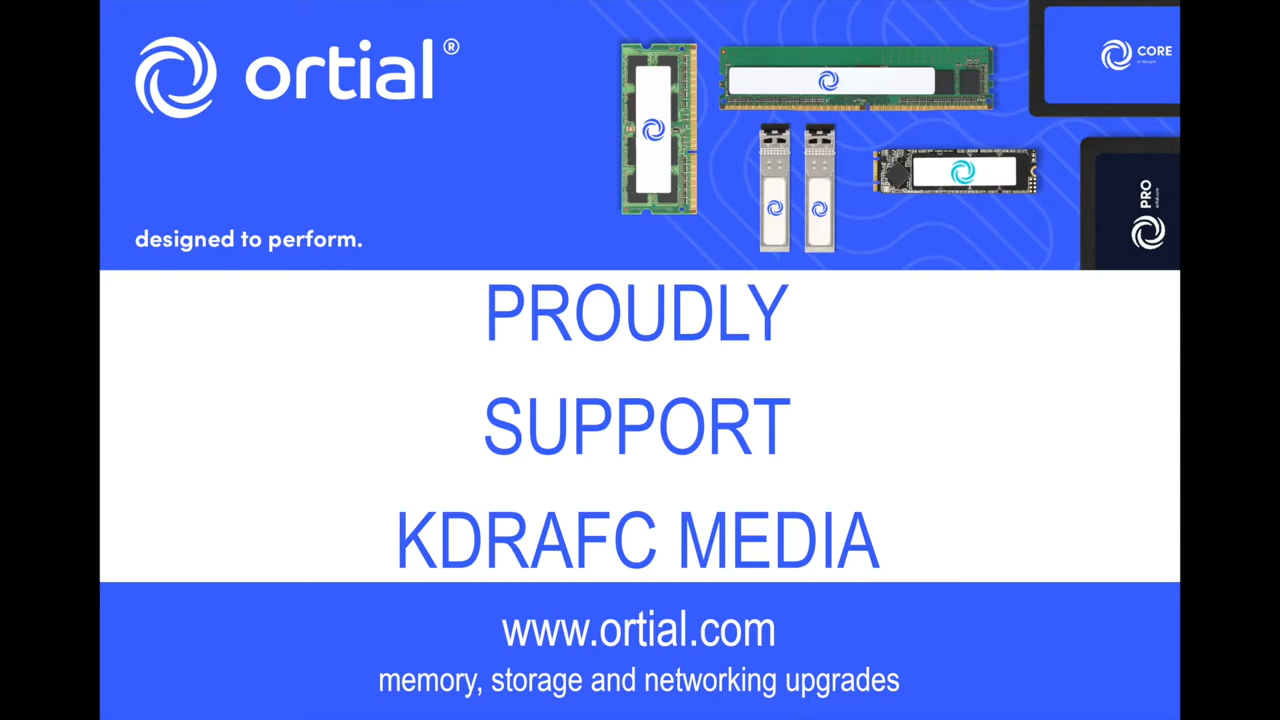 ortial®
CORE
PRO
designed to perform.
PROUDLY
SUPPORT
KDRAFC MEDIA
www.ortial.com
memory, storage and networking upgrades